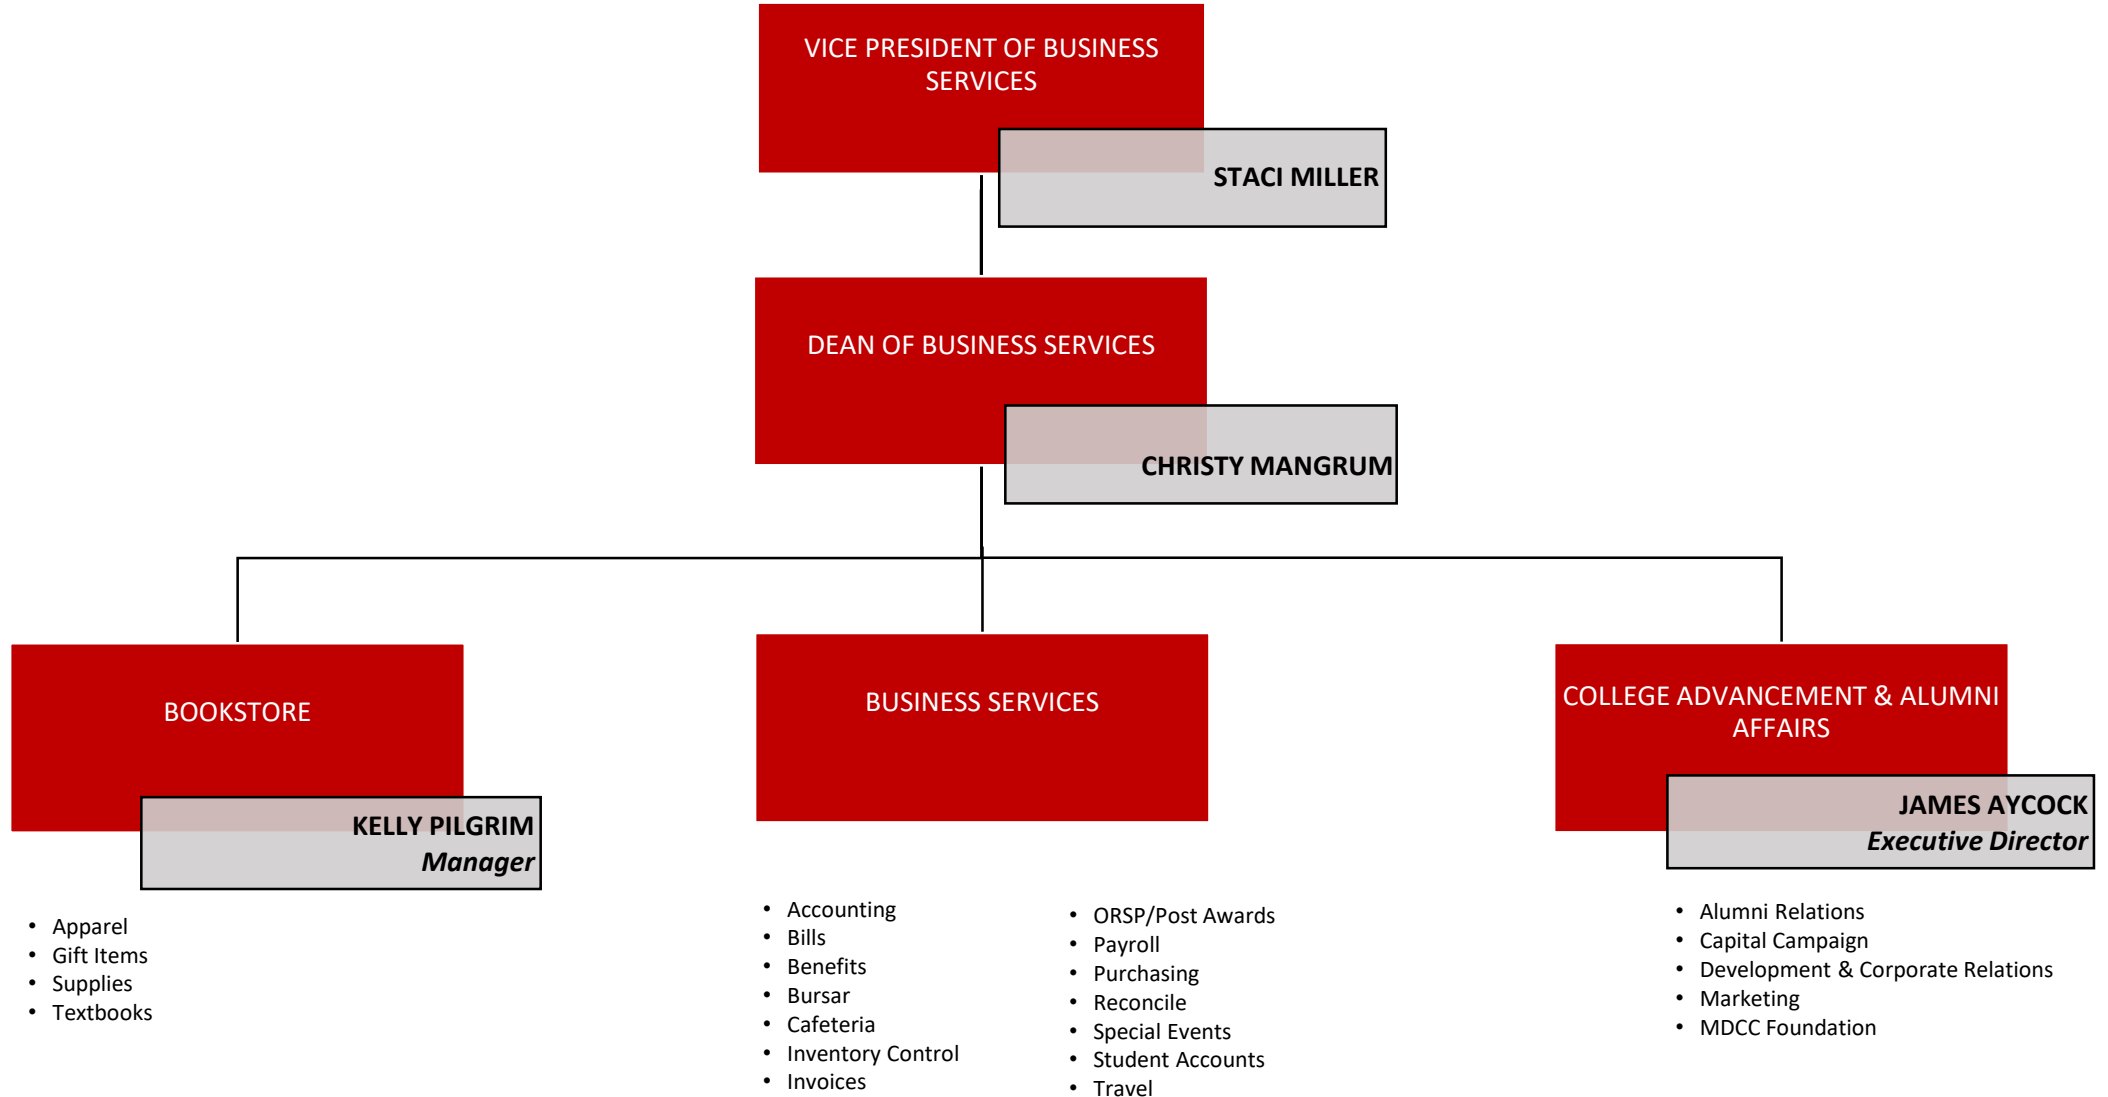 VICE PRESIDENT OF BUSINESS
SERVICES
STACI MILLER
DEAN OF BUSINESS SERVICES
CHRISTY MANGRUM
BOOKSTORE
KELLY PILGRIM
Manager
• Apparel
• Gift Items
• Supplies
• Textbooks
BUSINESS SERVICES
• Accounting
• Bills
• Benefits
• Bursar
• Cafeteria
• Inventory Control
• Invoices
• ORSP/Post Awards
• Payroll
• Purchasing
• Reconcile
• Special Events
• Student Accounts
• Travel
COLLEGE ADVANCEMENT & ALUMNI
AFFAIRS
JAMES AYCOCK
Executive Director
• Alumni Relations
• Capital Campaign
• Development & Corporate Relations
• Marketing
• MDCC Foundation